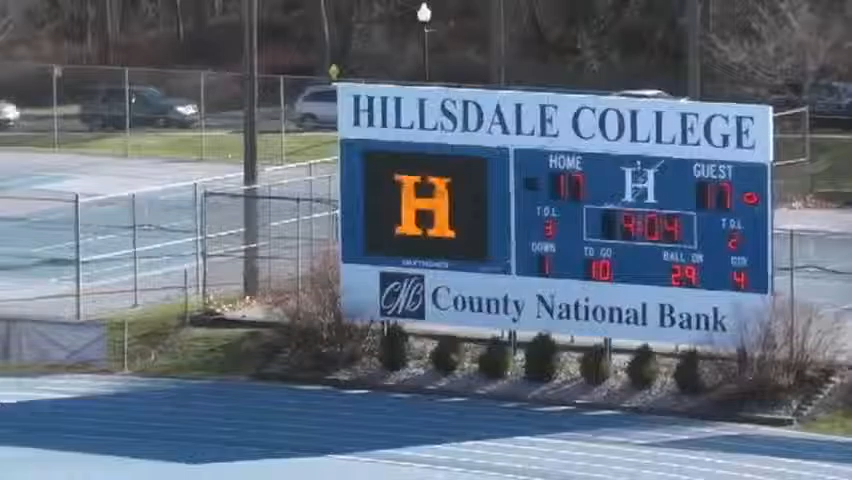 HILLSDALE COLLEGE
H
HOME
H
GUEST
17
17
T.O.L
9:04
T.O.L
3
2
DOWN
TO GO
BALL ON
QTR
1
10
29
4
CNB
County National Bank